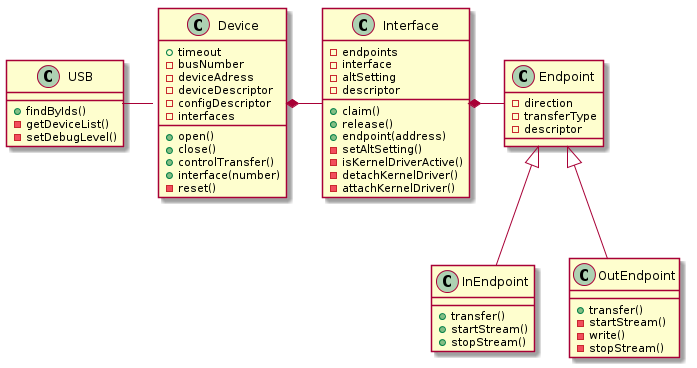 C USB
findByIds()
getDeviceList()
setDebugLevel()
C Device
timeout
busNumber
deviceAdress
deviceDescriptor
configDescriptor
interfaces
open()
close()
controlTransfer()
interface(number)
reset()
C Interface
endpoints
interface
altSetting
descriptor
claim()
release()
endpoint(address)
setAltSetting()
isKernelDriverActive()
detachKernelDriver()
attachKernelDriver()
C Endpoint
direction
transferType
descriptor
C InEndpoint
transfer()
startStream()
stopStream()
C OutEndpoint
transfer()
startStream()
write()
stopStream()